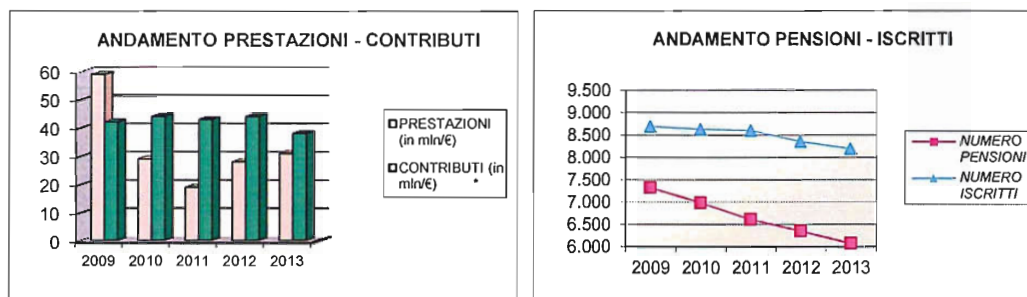 ANDAMENTO PRESTAZIONI - CONTRIBUTI
60
50
40
30
20
10
0
2009 2010 2011 2012 2013
PRESTAZIONI
(in mln/€)
CONTRIBUTI (in
mln/€) *
ANDAMENTO PENSIONI - ISCRITTI
9.500
9.000
8.500
8.000
7.500
7.000
6.500
6.000
2009 2010 2011 2012 2013
NUMERO
PENSIONI
NUMERO
ISCRITTI